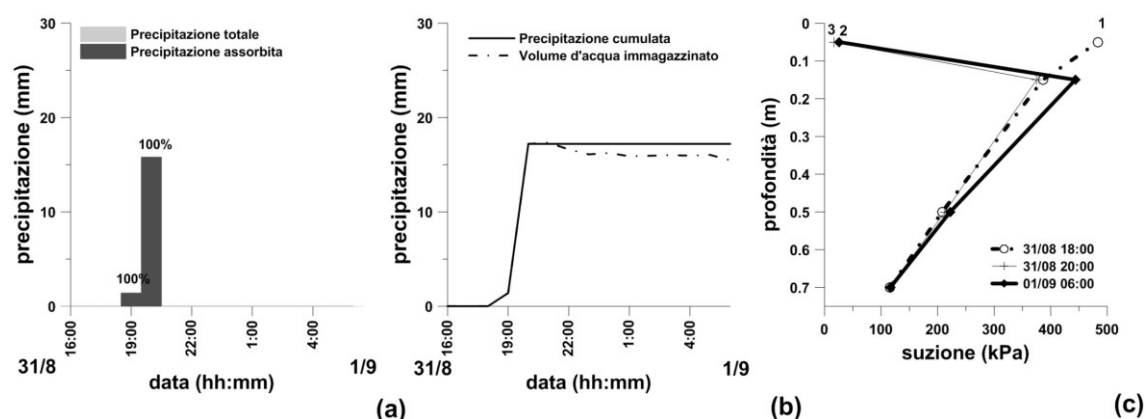 30
20
10
0
precipitazione (mm)
Precipitazione totale
Precipitazione assorbita
100%
100%
16:00
19:00
22:00
1:00
4:00
31/8
1/9
data (hh:mm)
(a)
30
20
10
0
precipitazione (mm)
Precipitazione cumulata
Volume d'acqua immagazzinato
16:00
19:00
22:00
1:00
4:00
31/8
1/9
data (hh:mm)
(b)
3 2
1
0
0.1
0.2
0.3
0.4
0.5
0.6
0.7
profondità (m)
31/08 18:00
31/08 20:00
01/09 06:00
0 100 200 300 400 500
suzione (kPa)
(c)